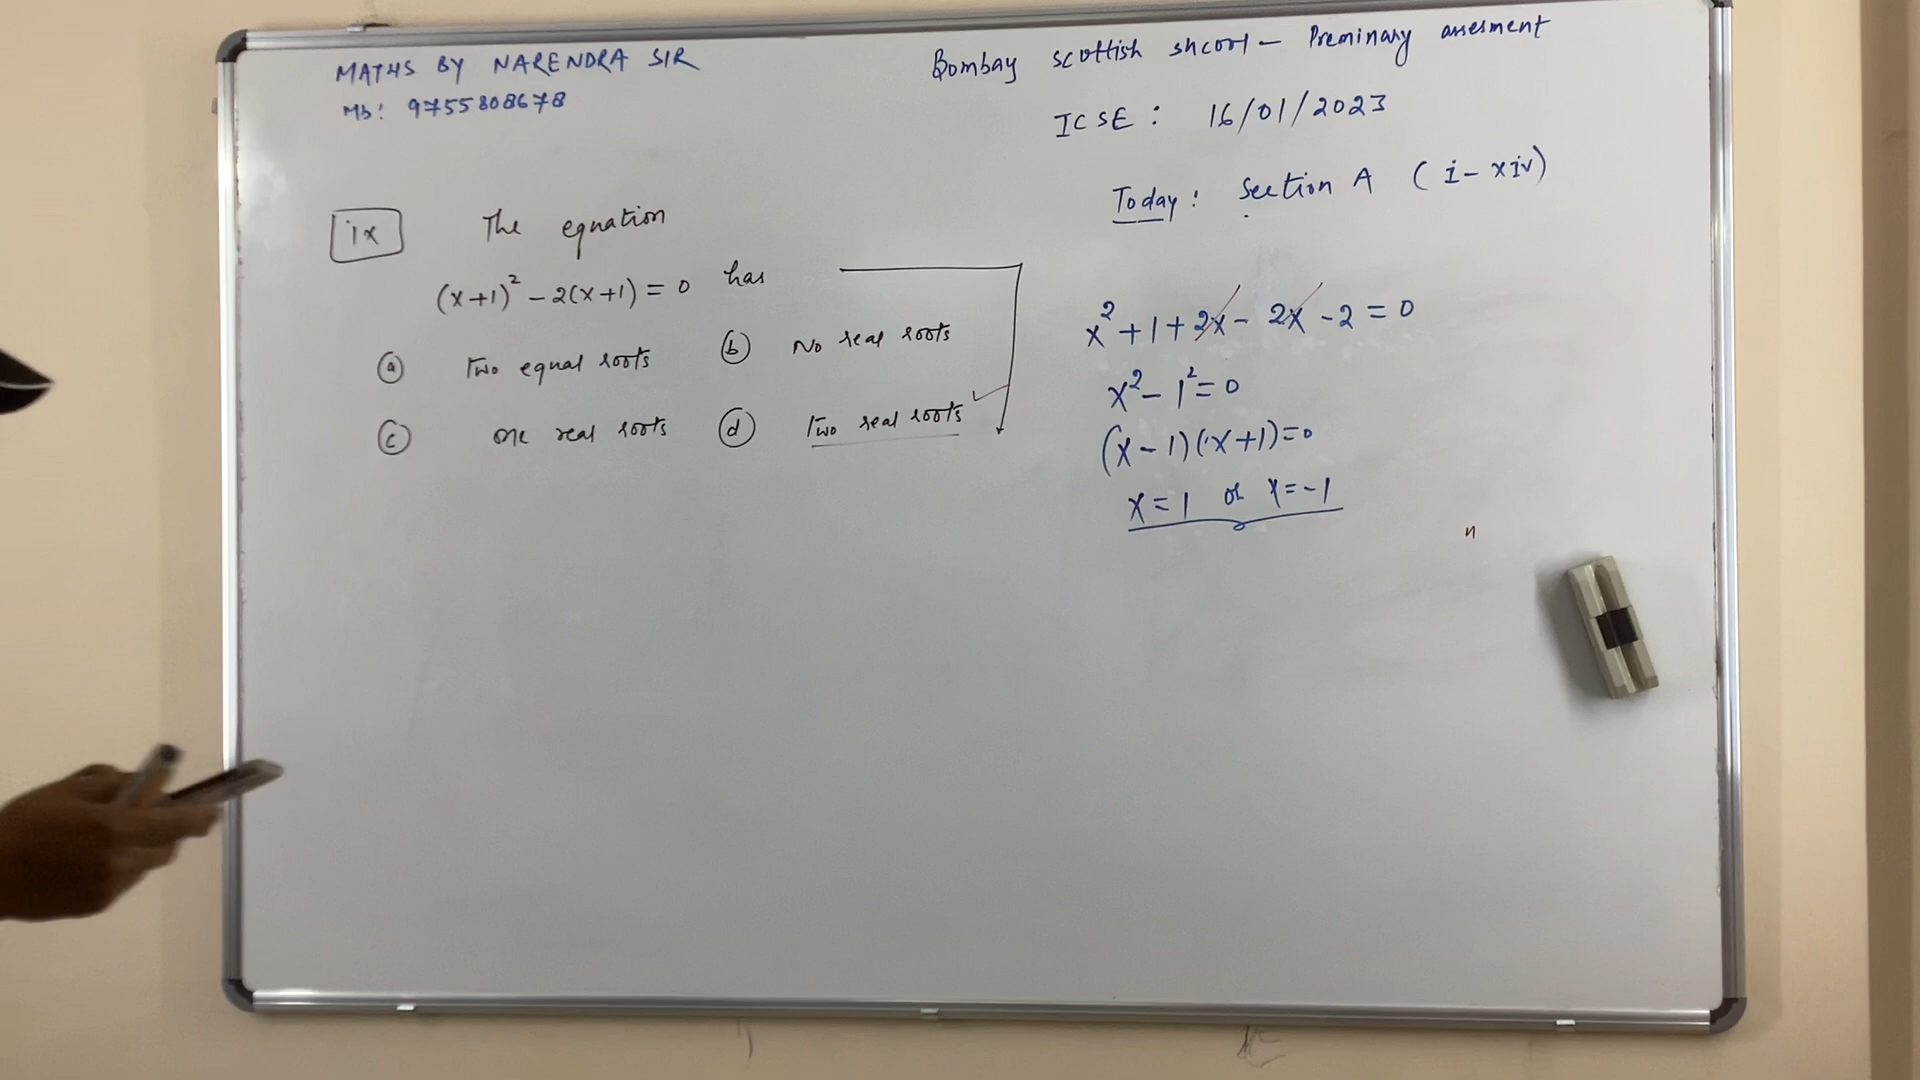 MATHS BY NARENDRA SIR
Mb: 9755808678
Bombay scottish shcool - Preminary assesment
ICSE : 16/01/2023
Today : Section A ( i - xiv)
ix The equation
(x+1)² - 2(x+1) = 0 has
(a) Two equal roots (b) No real roots
(c) one real roots (d) Two real roots ✓
x² + 1 + 2x - 2x - 2 = 0
x² - 1² = 0
(x - 1)(x+1)=0
x = 1 or x = -1